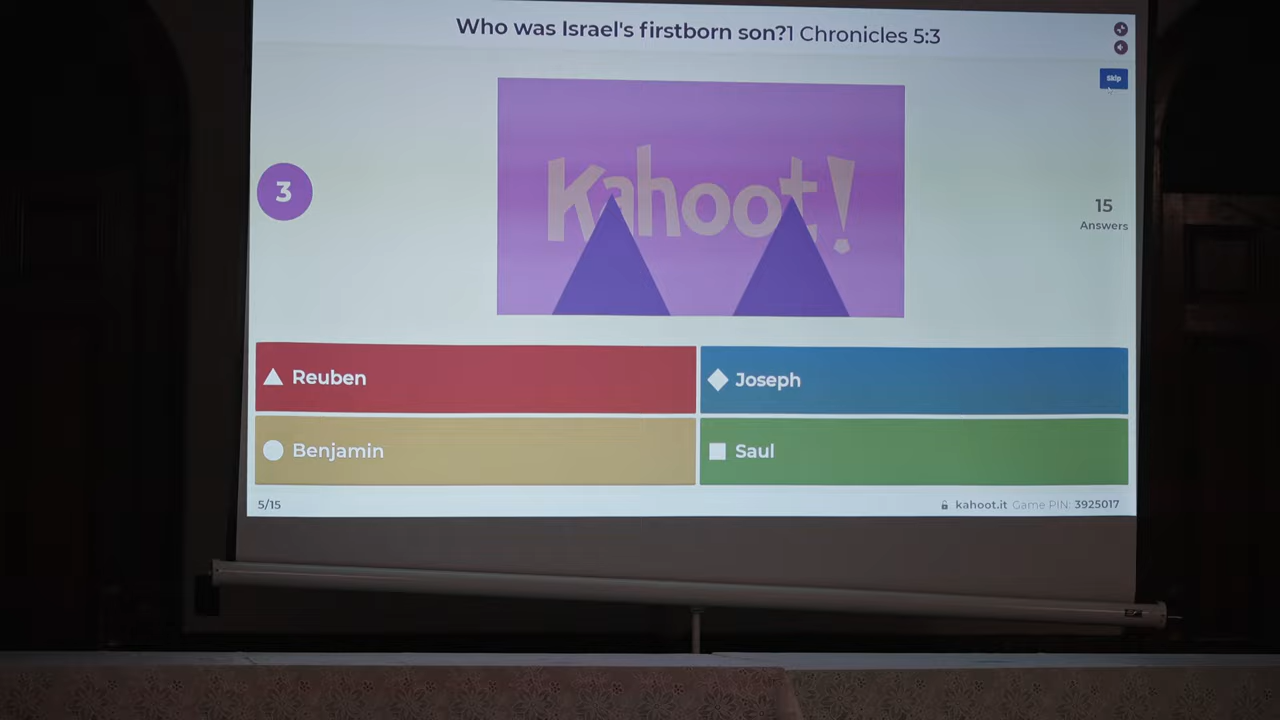 Who was Israel's firstborn son?1 Chronicles 5:3
Skip
Kahoot!
3
15
Answers
Reuben
Joseph
Benjamin
Saul
5/15
kahoot.it Game PIN: 3925017